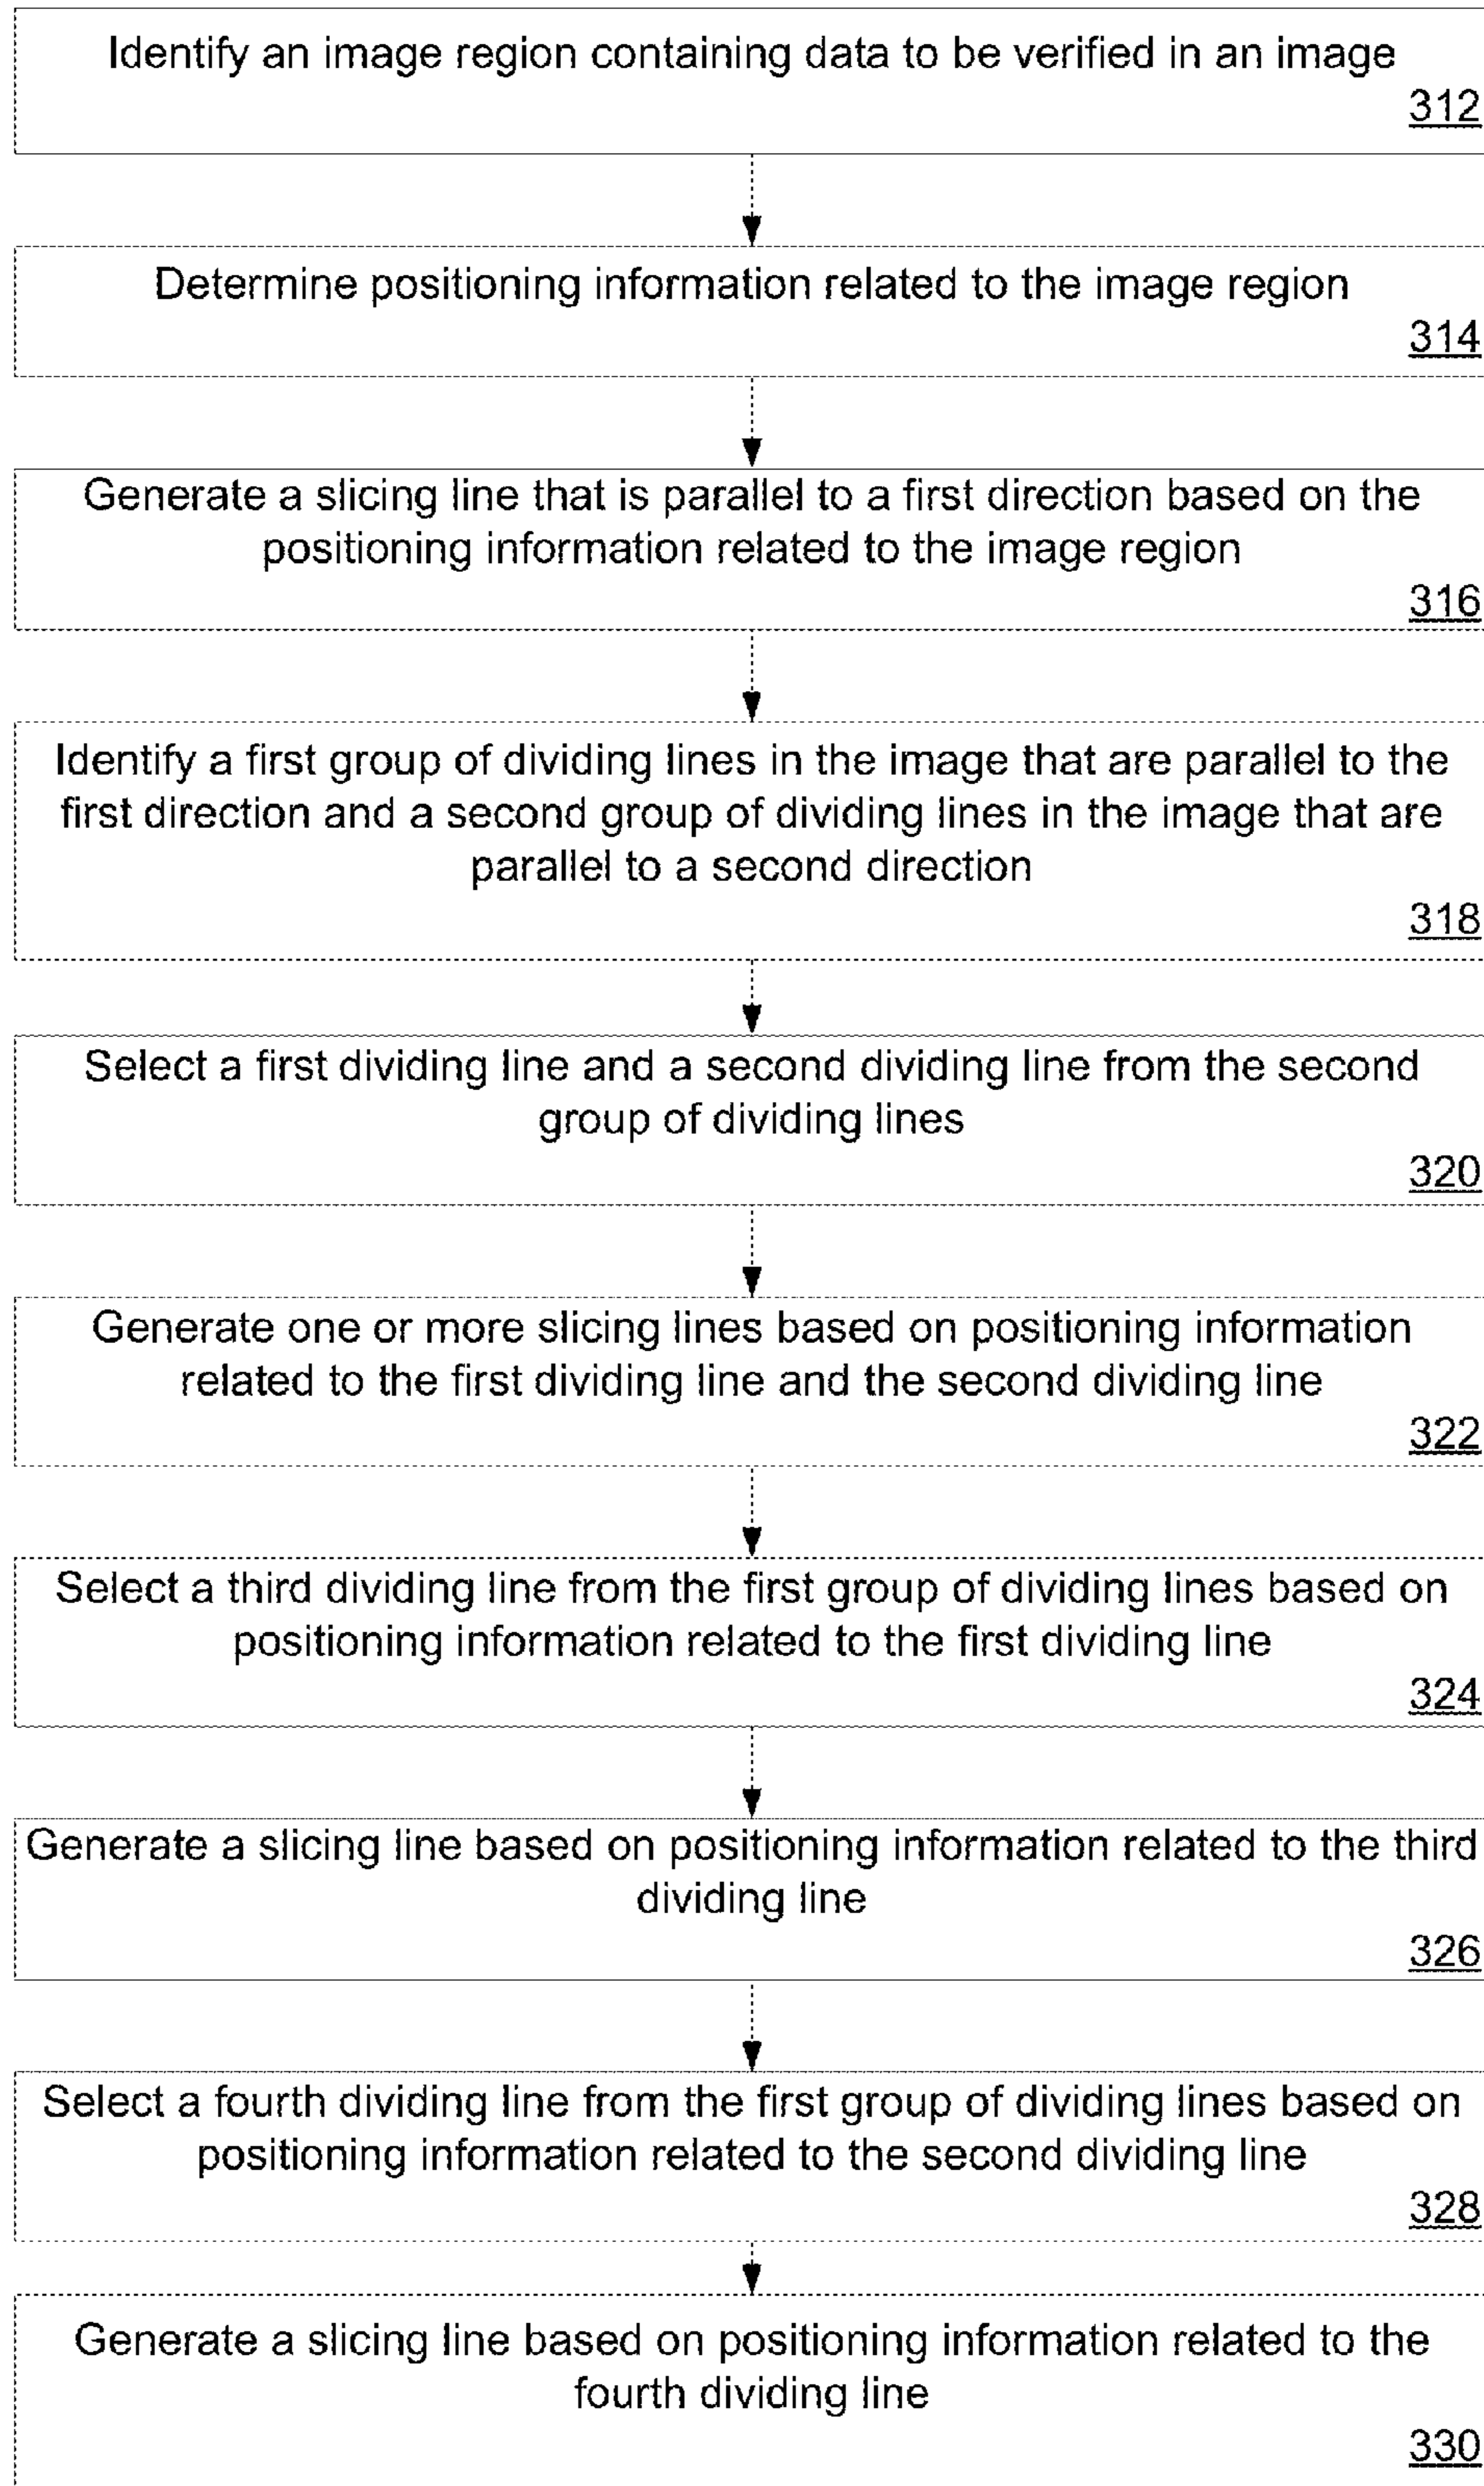 Identify an image region containing data to be verified in an image
312
Determine positioning information related to the image region
314
Generate a slicing line that is parallel to a first direction based on the
positioning information related to the image region
316
Identify a first group of dividing lines in the image that are parallel to the
first direction and a second group of dividing lines in the image that are
parallel to a second direction
318
Select a first dividing line and a second dividing line from the second
group of dividing lines
320
Generate one or more slicing lines based on positioning information
related to the first dividing line and the second dividing line
322
Select a third dividing line from the first group of dividing lines based on
positioning information related to the first dividing line
324
Generate a slicing line based on positioning information related to the third
dividing line
326
Select a fourth dividing line from the first group of dividing lines based on
positioning information related to the second dividing line
328
Generate a slicing line based on positioning information related to the
fourth dividing line
330